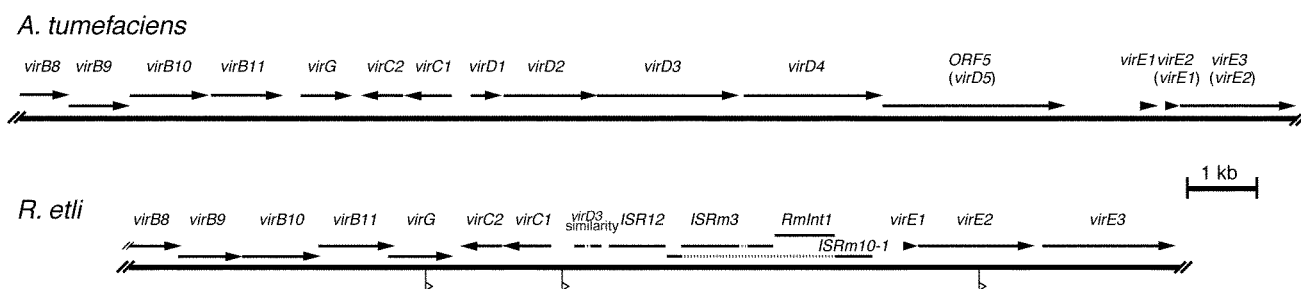 A. tumefaciens
virB8 virB9 virB10 virB11 virG virC2 virC1 virD1 virD2 virD3 virD4 ORF5 (virD5) virE1 virE2 (virE1) virE3 (virE2)
1 kb
R. etli
virB8 virB9 virB10 virB11 virG virC2 virC1 virD3 similarity ISR12 ISRm3 RmInt1 ISRm10-1 virE1 virE2 virE3